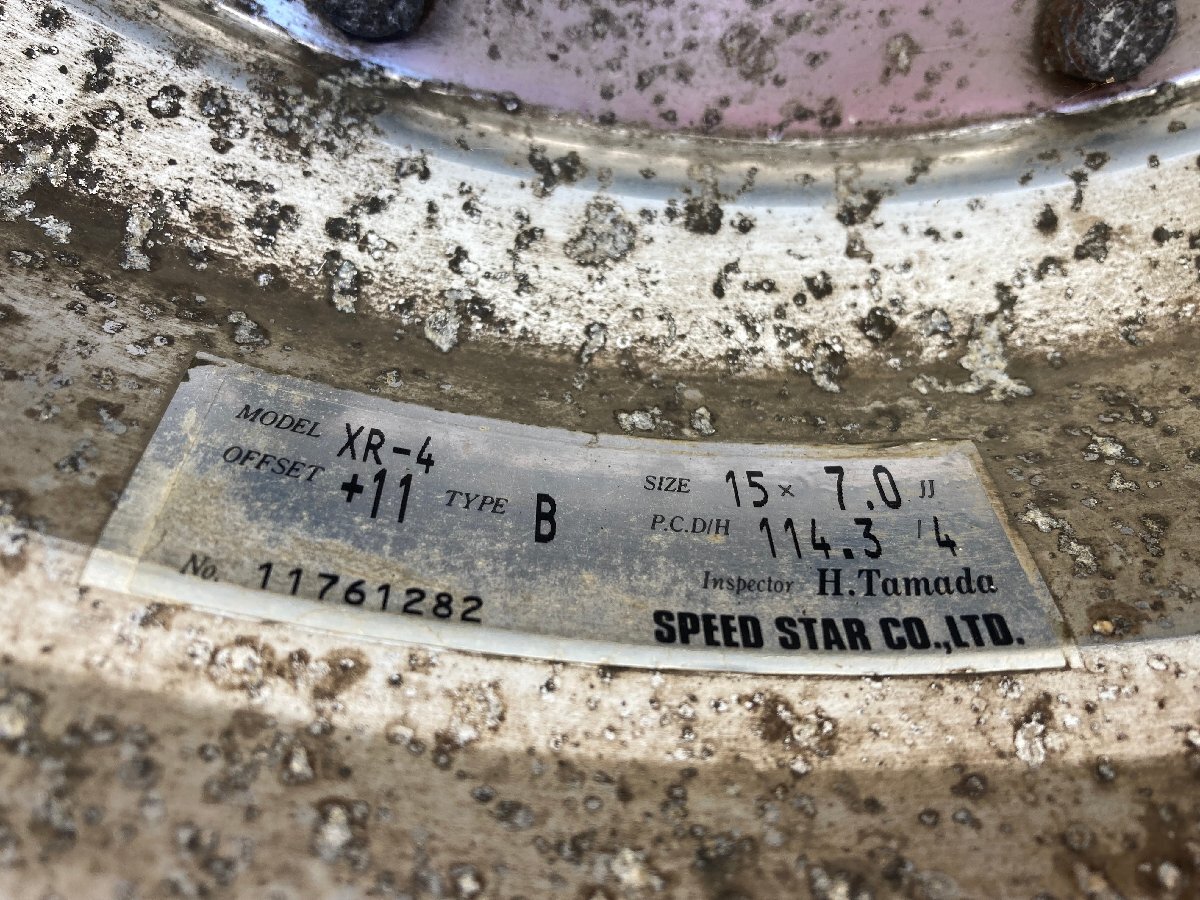 MODEL XR-4
OFFSET +11 TYPE B
No. 11761282
SIZE 15 × 7.0 JJ
P.C.D/H 114.3 / 4
Inspector H.Tamada
SPEED STAR CO.,LTD.